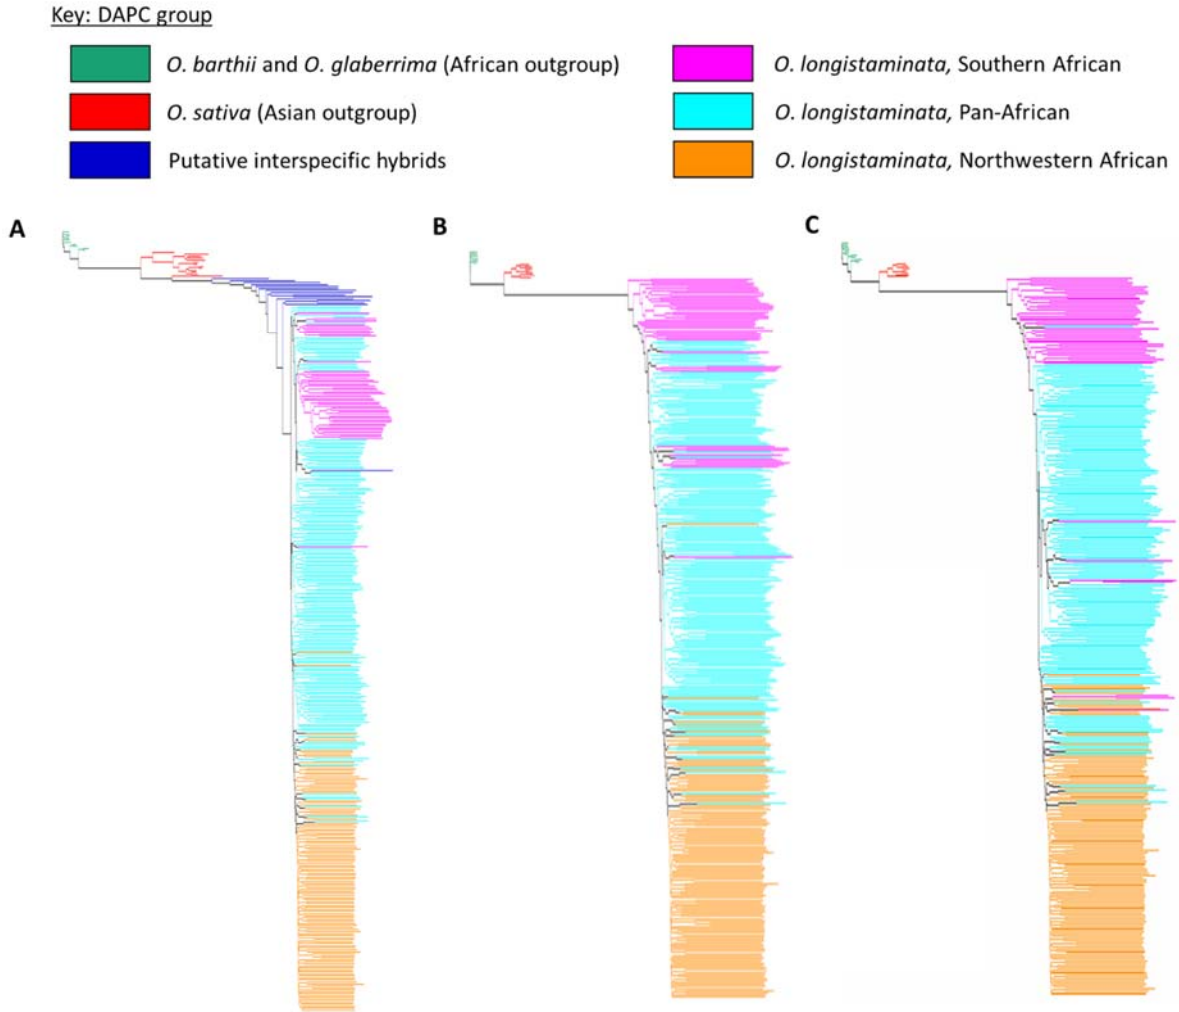 Key: DAPC group
O. barthii and O. glaberrima (African outgroup)
O. sativa (Asian outgroup)
Putative interspecific hybrids
O. longistaminata, Southern African
O. longistaminata, Pan-African
O. longistaminata, Northwestern African
A
B
C